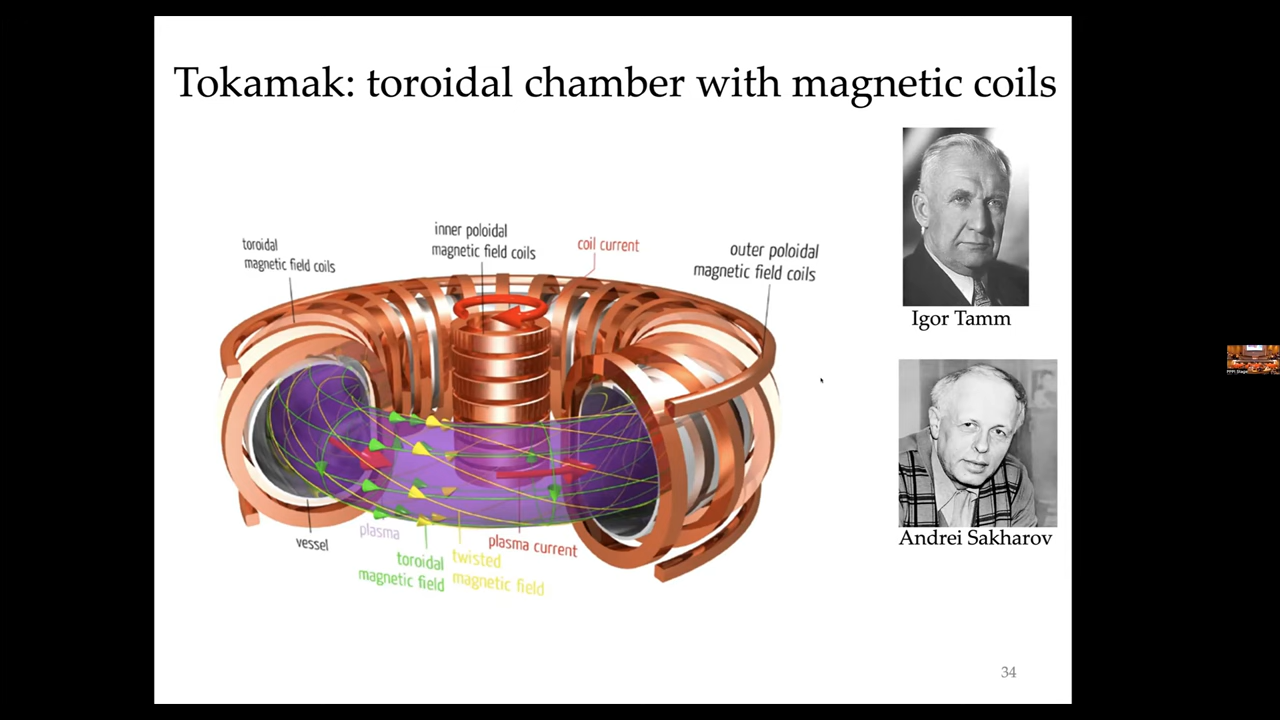 Tokamak: toroidal chamber with magnetic coils
toroidal
magnetic field coils
inner poloidal
magnetic field coils
coil current
outer poloidal
magnetic field coils
Igor Tamm
Andrei Sakharov
vessel
plasma
toroidal
magnetic field
twisted
magnetic field
plasma current
34